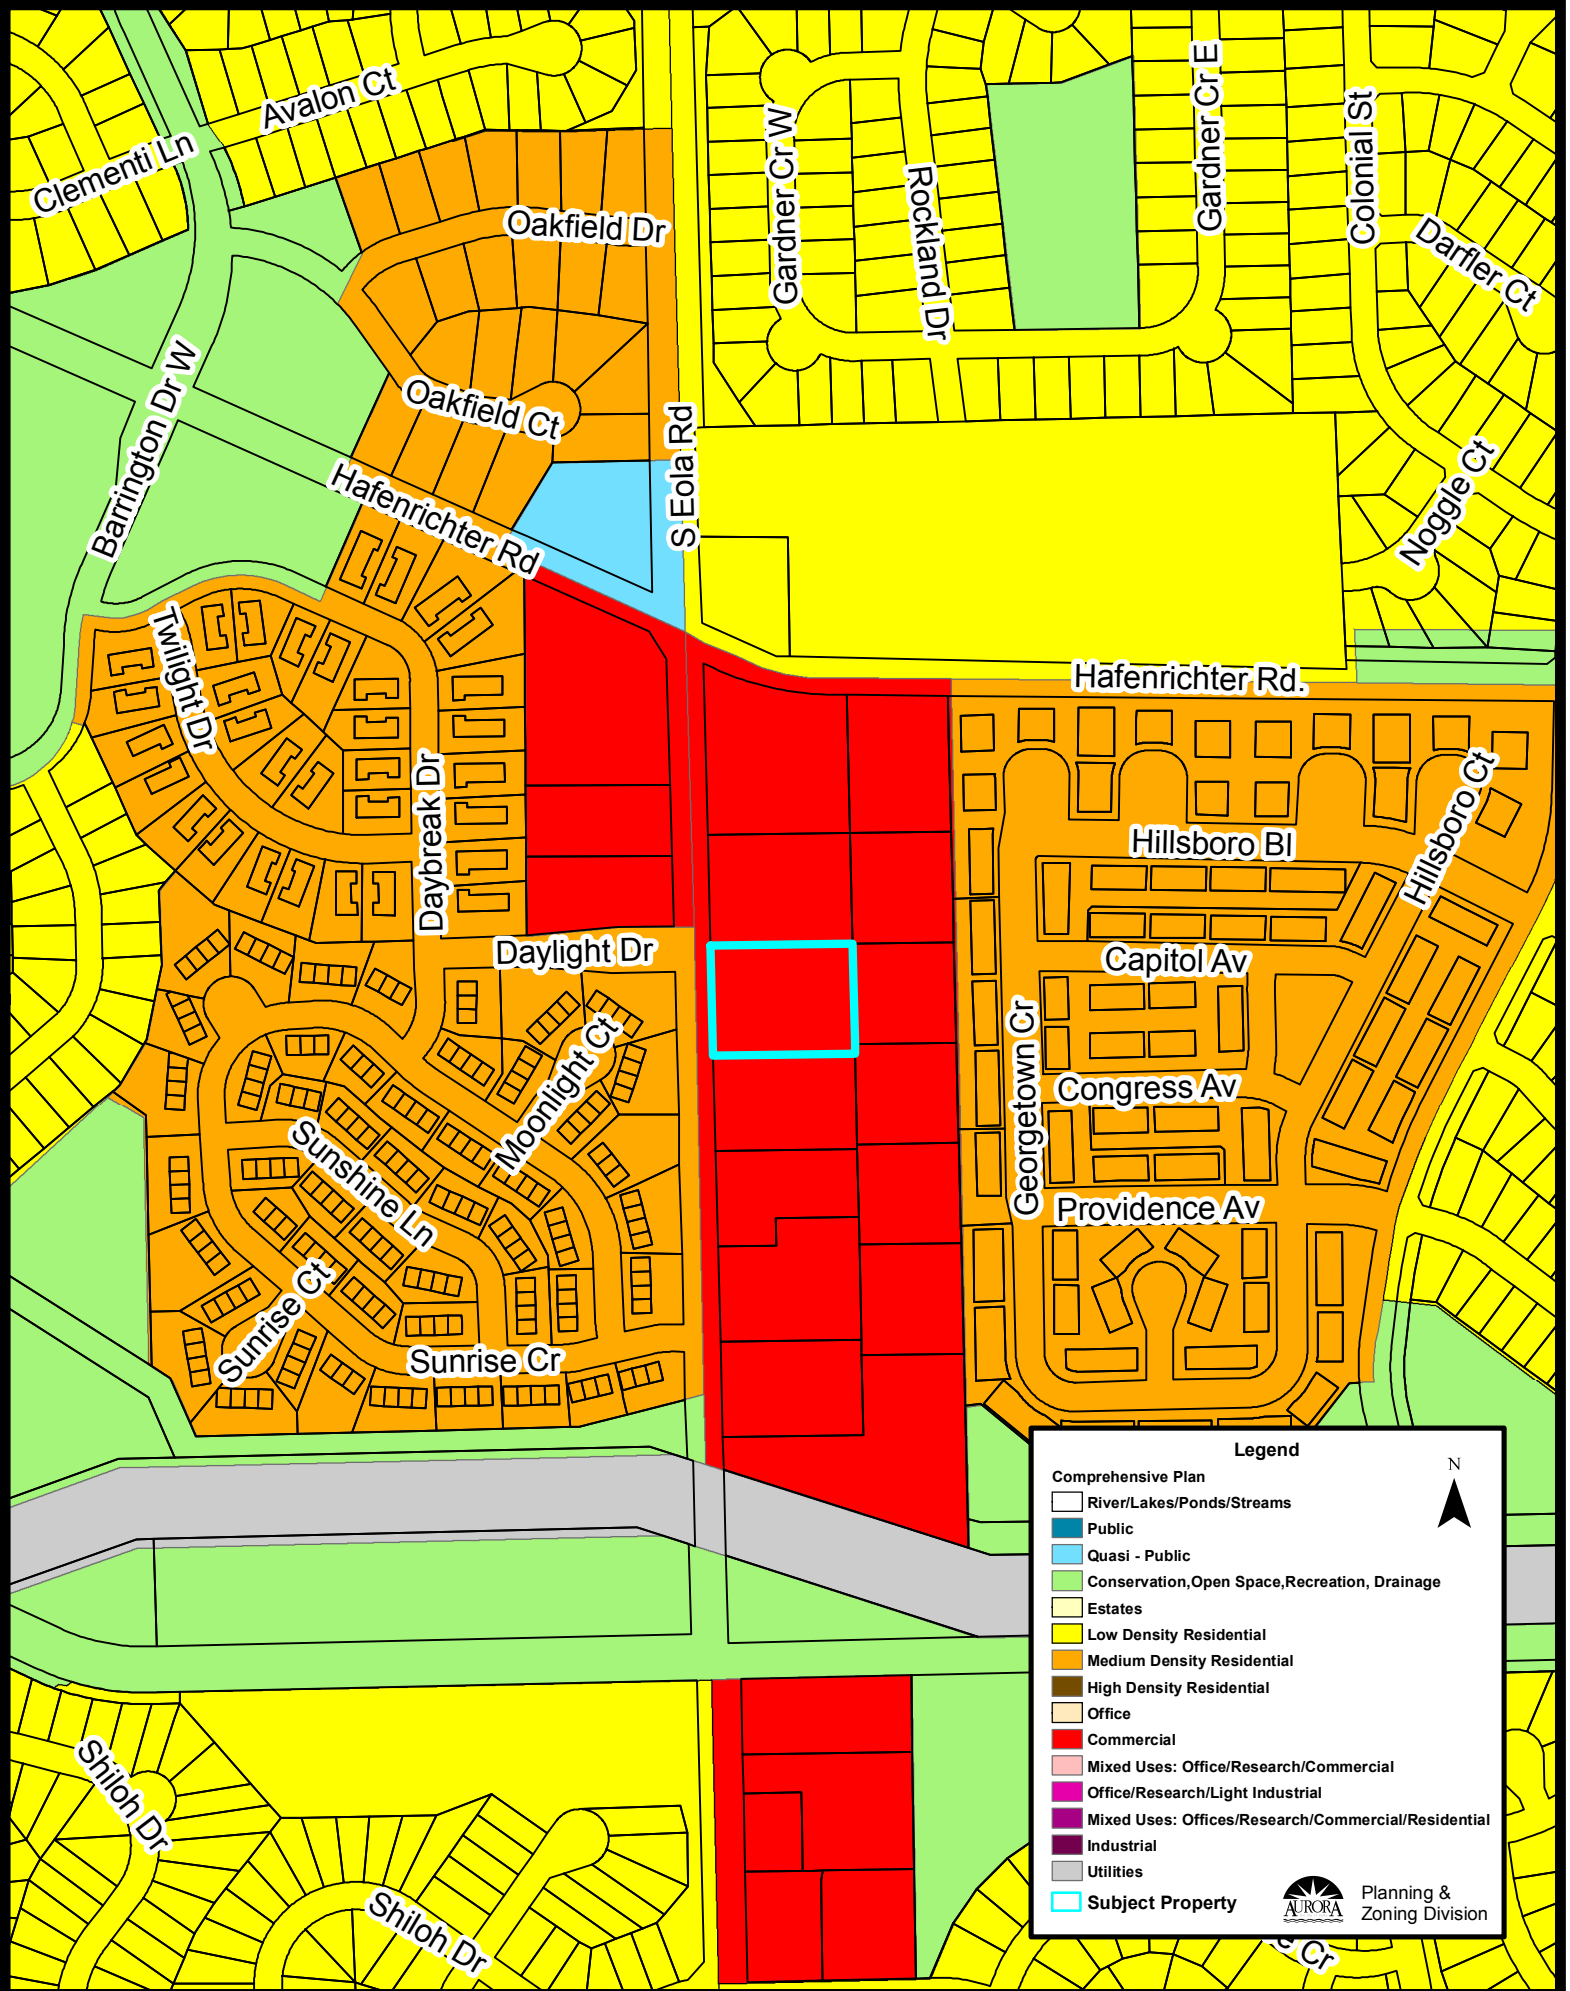 Avalon Ct
Clementi Ln
Oakfield Dr
Gardner Cr W
Rockland Dr
Gardner Cr E
Colonial St
Darfler Ct
Barrington Dr W
Oakfield Ct
S Eola Rd
Hafenrichter Rd
Noggle Ct
Twilight Dr
Hafenrichter Rd.
Daybreak Dr
Hillsboro Bl
Hillsboro Ct
Daylight Dr
Capitol Av
Moonlight Ct
Georgetown Cr
Congress Av
Sunshine Ln
Providence Av
Sunrise Ct
Sunrise Cr
Shiloh Dr
Shiloh Dr
Legend
N
Comprehensive Plan
River/Lakes/Ponds/Streams
Public
Quasi - Public
Conservation,Open Space,Recreation, Drainage
Estates
Low Density Residential
Medium Density Residential
High Density Residential
Office
Commercial
Mixed Uses: Office/Research/Commercial
Office/Research/Light Industrial
Mixed Uses: Offices/Research/Commercial/Residential
Industrial
Utilities
Subject Property
AURORA
Planning &
Zoning Division
Cr